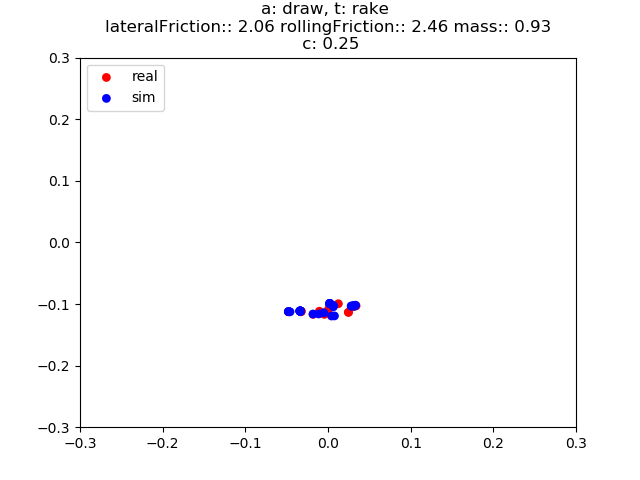 a: draw, t: rake
lateralFriction:: 2.06 rollingFriction:: 2.46 mass:: 0.93
c: 0.25
real
sim
0.3
0.2
0.1
0.0
−0.1
−0.2
−0.3
−0.3 −0.2 −0.1 0.0 0.1 0.2 0.3